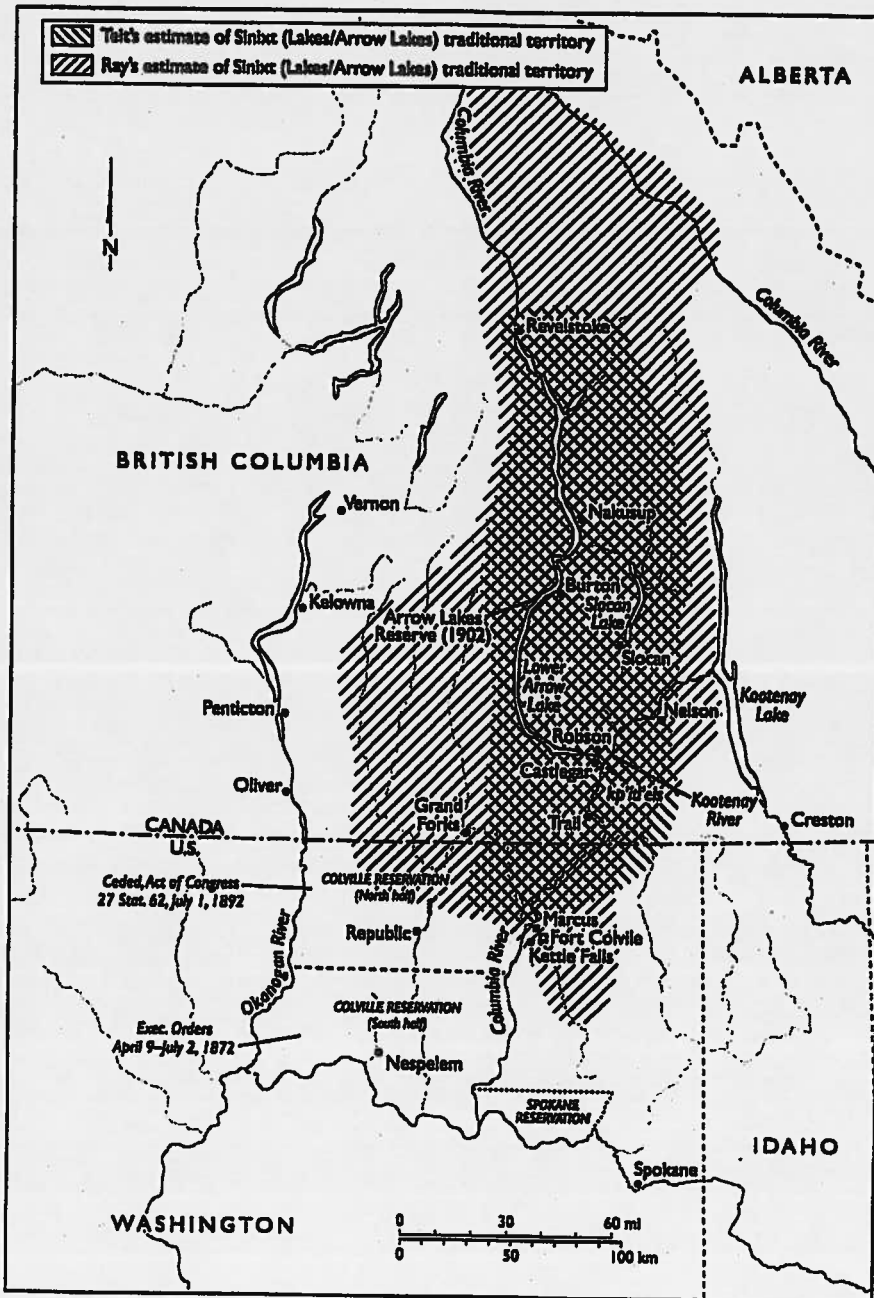 Teit's estimate of Sinixt (Lakes/Arrow Lakes) traditional territory
Ray's estimate of Sinixt (Lakes/Arrow Lakes) traditional territory
ALBERTA
Columbia River
N
Columbia River
Revelstoke
BRITISH COLUMBIA
Vernon
Nakusup
Burton
Kelowna
Slocan
Lake
Arrow Lakes
Reserve (1902)
Slocan
Lower
Arrow
Lake
Kootenay
Lake
Penticton
Nelson
Robson
Castlegar
Oliver
Kootenay
River
Grand
Forks
Trail
Creston
CANADA
U.S.
Ceded, Act of Congress
27 Stat. 62, July 1, 1892
COLVILLE RESERVATION
(North half)
Marcus
Fort Colvile
Kettle Falls
Republic
Columbia River
Okanogan River
COLVILLE RESERVATION
(South half)
Exec. Orders
April 9–July 2, 1872
Nespelem
SPOKANE
RESERVATION
IDAHO
Spokane
WASHINGTON
0 30 60 mi
0 50 100 km